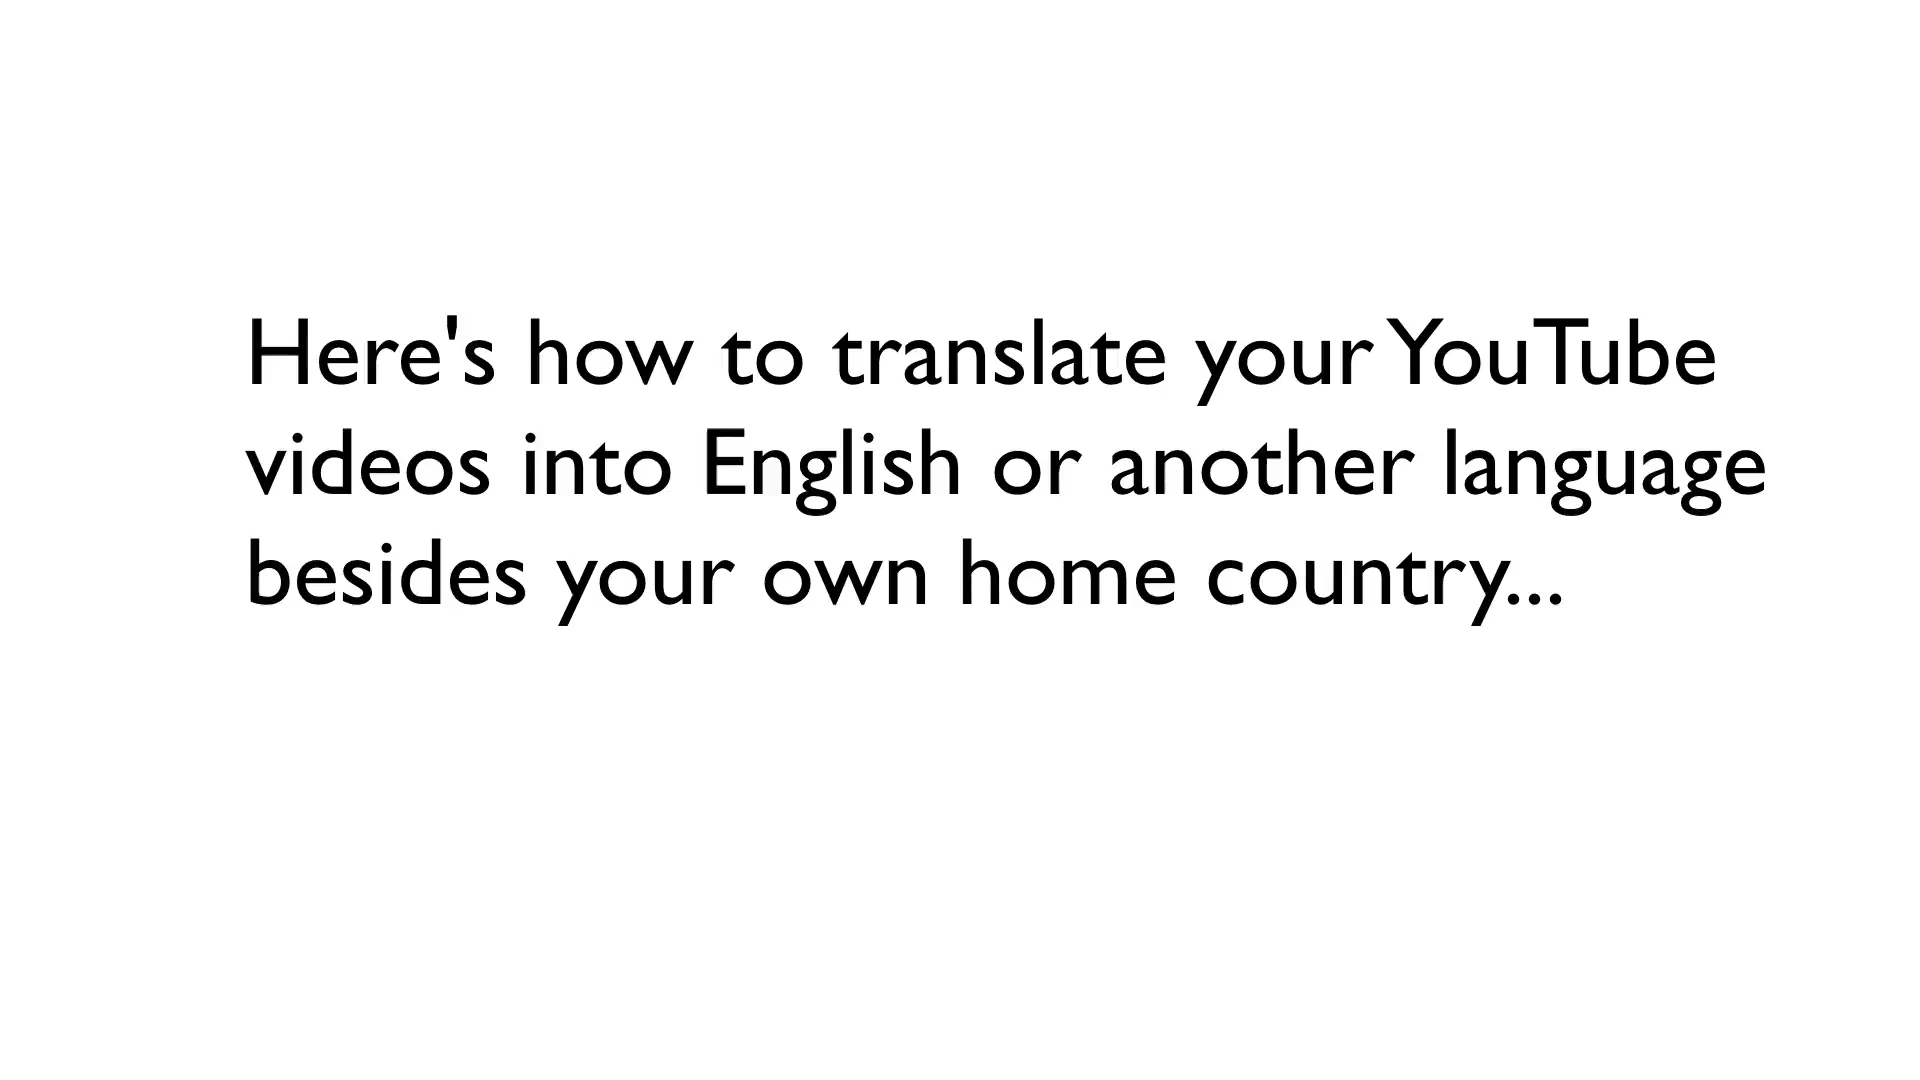 Here's how to translate your YouTube
videos into English or another language
besides your own home country...